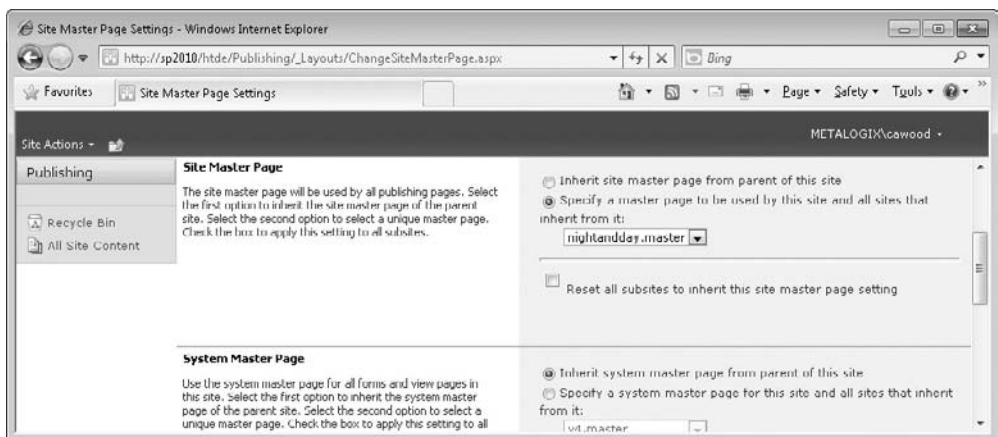 Site Master Page Settings - Windows Internet Explorer
http://sp2010/htde/Publishing/_Layouts/ChangeSiteMasterPage.aspx
Bing
Favorites
Site Master Page Settings
Page
Safety
Tools
Site Actions
METALOGIX\cawood
Publishing
Recycle Bin
All Site Content
Site Master Page
The site master page will be used by all publishing pages. Select
the first option to inherit the site master page of the parent
site. Select the second option to select a unique master page.
Check the box to apply this setting to all subsites.
Inherit site master page from parent of this site
Specify a master page to be used by this site and all sites that
inherit from it:
nightandday.master
Reset all subsites to inherit this site master page setting
System Master Page
Use the system master page for all forms and view pages in
this site. Select the first option to inherit the system master
page of the parent site. Select the second option to select a
unique master page. Check the box to apply this setting to all
Inherit system master page from parent of this site
Specify a system master page for this site and all sites that inherit
from it:
v4.master